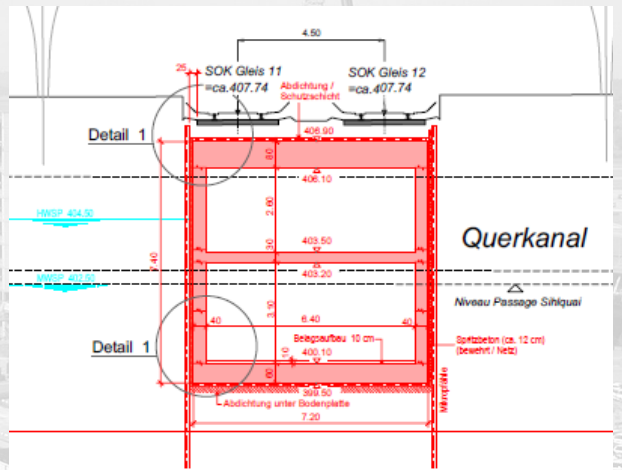 4.50
25
SOK Gleis 11
=ca.407.74
SOK Gleis 12
=ca.407.74
Abdichtung /
Schutzschicht
Detail 1
406.90
80
406.10
HWSP 404.50
2.60
7.40
403.50
30
403.20
Querkanal
MWSP 402.50
Niveau Passage Sihlquai
3.10
40
6.40
40
Belagsaufbau 10 cm
Spritzbeton (ca. 12 cm)
(bewehrt / Netz)
Detail 1
10
400.10
60
Mikropfähle
399.50
Abdichtung unter Bodenplatte
7.20